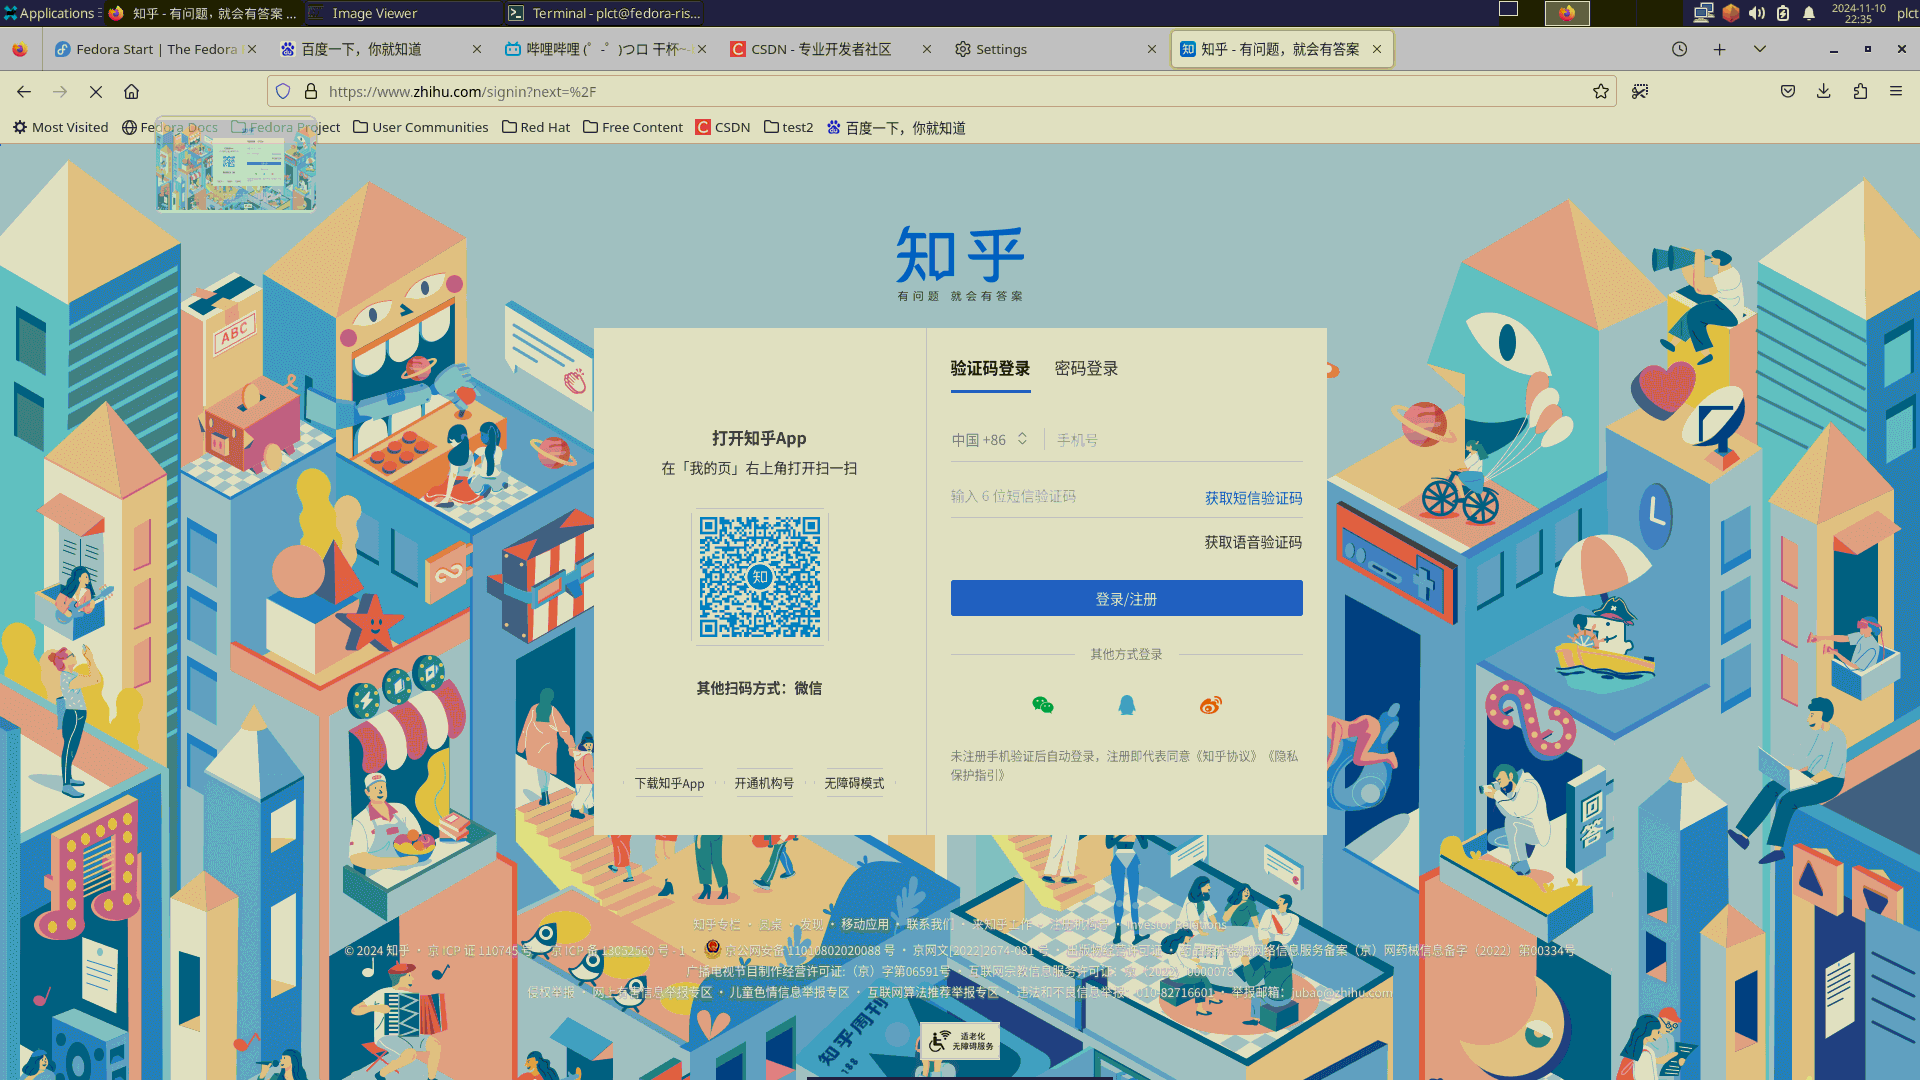 Applications 知乎 - 有问题，就会有答案 ... Image Viewer Terminal - plct@fedora-ris... 2024-11-10 22:35 plct
Fedora Start | The Fedora 百度一下，你就知道 哔哩哔哩 (゜-゜)つロ 干杯~- CSDN - 专业开发者社区 Settings 知乎 - 有问题，就会有答案
https://www.zhihu.com/signin?next=%2F
Most Visited Fedora Docs Fedora Project User Communities Red Hat Free Content CSDN test2 百度一下，你就知道
知乎
有问题 就会有答案
ABC
验证码登录 密码登录
打开知乎App
在「我的页」右上角打开扫一扫
中国 +86 手机号
输入 6 位短信验证码 获取短信验证码
获取语音验证码
知
登录/注册
其他方式登录
其他扫码方式：微信
未注册手机验证后自动登录，注册即代表同意《知乎协议》《隐私
保护指引》
下载知乎App 开通机构号 无障碍模式
回答
知乎专栏 · 圆桌 · 发现 · 移动应用 · 联系我们 · 来知乎工作 · 注册机构号 · Investor Relations
© 2024 知乎 · 京 ICP 证 110745 号 · 京 ICP 备 13052560 号 - 1 · 京公网安备 11010802020088 号 · 京网文[2022]2674-081 号 · 出版物经营许可证 · 网络信息服务备案（京）网药械信息备字（2022）第00334号
广播电视节目制作经营许可证:（京）字第06591号 · 互联网宗教信息服务许可证：京（2022）0000078
侵权举报 · 网上有害信息举报专区 · 儿童色情信息举报专区 · 互联网算法推荐举报专区 · 违法和不良信息举报：010-82716601 · 举报邮箱：jubao@zhihu.com
知乎周刊
188
适老化
无障碍服务